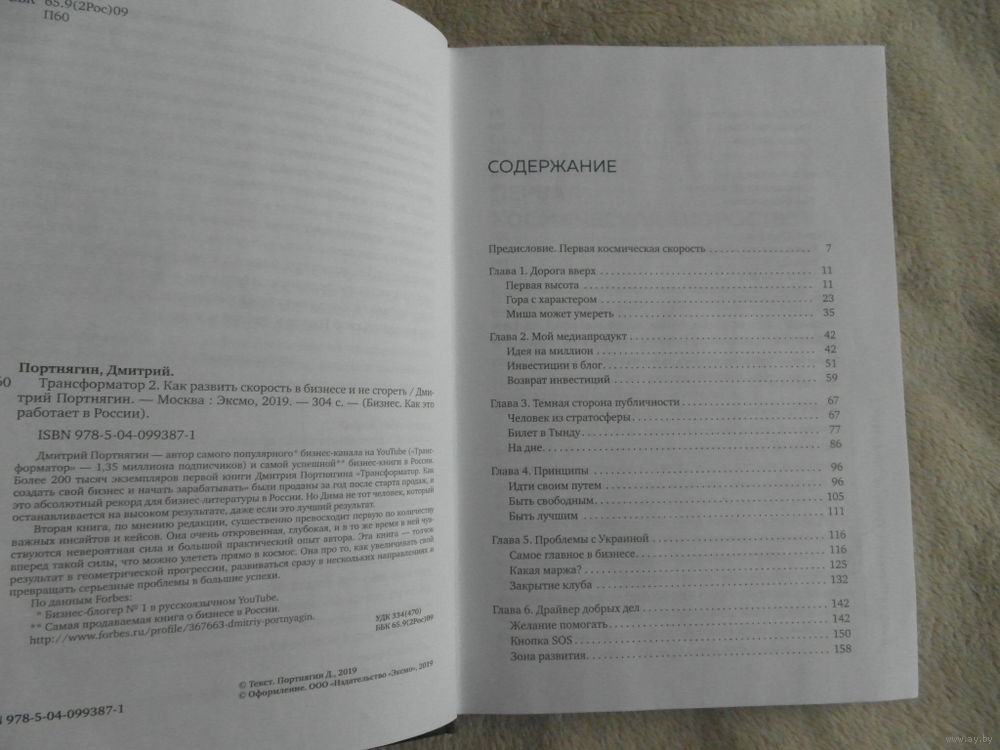 ББК 65.9(2Рос)09
П60
Портнягин, Дмитрий.
Трансформатор 2. Как развить скорость в бизнесе и не сгореть / Дми-
трий Портнягин. — Москва : Эксмо, 2019. — 304 с. — (Бизнес. Как это
работает в России).
ISBN 978-5-04-099387-1
Дмитрий Портнягин — автор самого популярного* бизнес-канала на YouTube («Транс-
форматор» — 1,35 миллиона подписчиков) и самой успешной** бизнес-книги в России.
Более 200 тысяч экземпляров первой книги Дмитрия Портнягина «Трансформатор. Как
создать свой бизнес и начать зарабатывать» были проданы за год после старта продаж, и
это абсолютный рекорд для бизнес-литературы в России. Но Дима не тот человек, который
останавливается на высоком результате, даже если это лучший результат.
Вторая книга, по мнению редакции, существенно превосходит первую по количеству
важных инсайтов и кейсов. Она очень откровенная, глубокая, и в то же время в ней чув-
ствуются невероятная сила и большой практический опыт автора. Эта книга — толчок
вперед такой силы, что можно улететь прямо в космос. Она про то, как увеличивать свой
результат в геометрической прогрессии, развиваться сразу в нескольких направлениях и
превращать серьезные проблемы в большие успехи.
По данным Forbes:
* Бизнес-блогер № 1 в русскоязычном YouTube.
** Самая продаваемая книга о бизнесе в России.
http://www.forbes.ru/profile/367663-dmitriy-portnyagin.
УДК 334(470)
ББК 65.9(2Рос)09
© Текст. Портнягин Д., 2019
© Оформление. ООО «Издательство «Эксмо», 2019
978-5-04-099387-1
СОДЕРЖАНИЕ
Предисловие. Первая космическая скорость 7
Глава 1. Дорога вверх 11
Первая высота 11
Гора с характером 23
Миша может умереть 35
Глава 2. Мой медиапродукт 42
Идея на миллион 42
Инвестиции в блог 51
Возврат инвестиций 59
Глава 3. Темная сторона публичности 67
Человек из стратосферы 67
Билет в Тынду 77
На дне 86
Глава 4. Принципы 96
Идти своим путем 96
Быть свободным 105
Быть лучшим 111
Глава 5. Проблемы с Украиной 116
Самое главное в бизнесе 116
Какая маржа? 125
Закрытие клуба 132
Глава 6. Драйвер добрых дел 142
Желание помогать 142
Кнопка SOS 150
Зона развития 158
www.ay.by